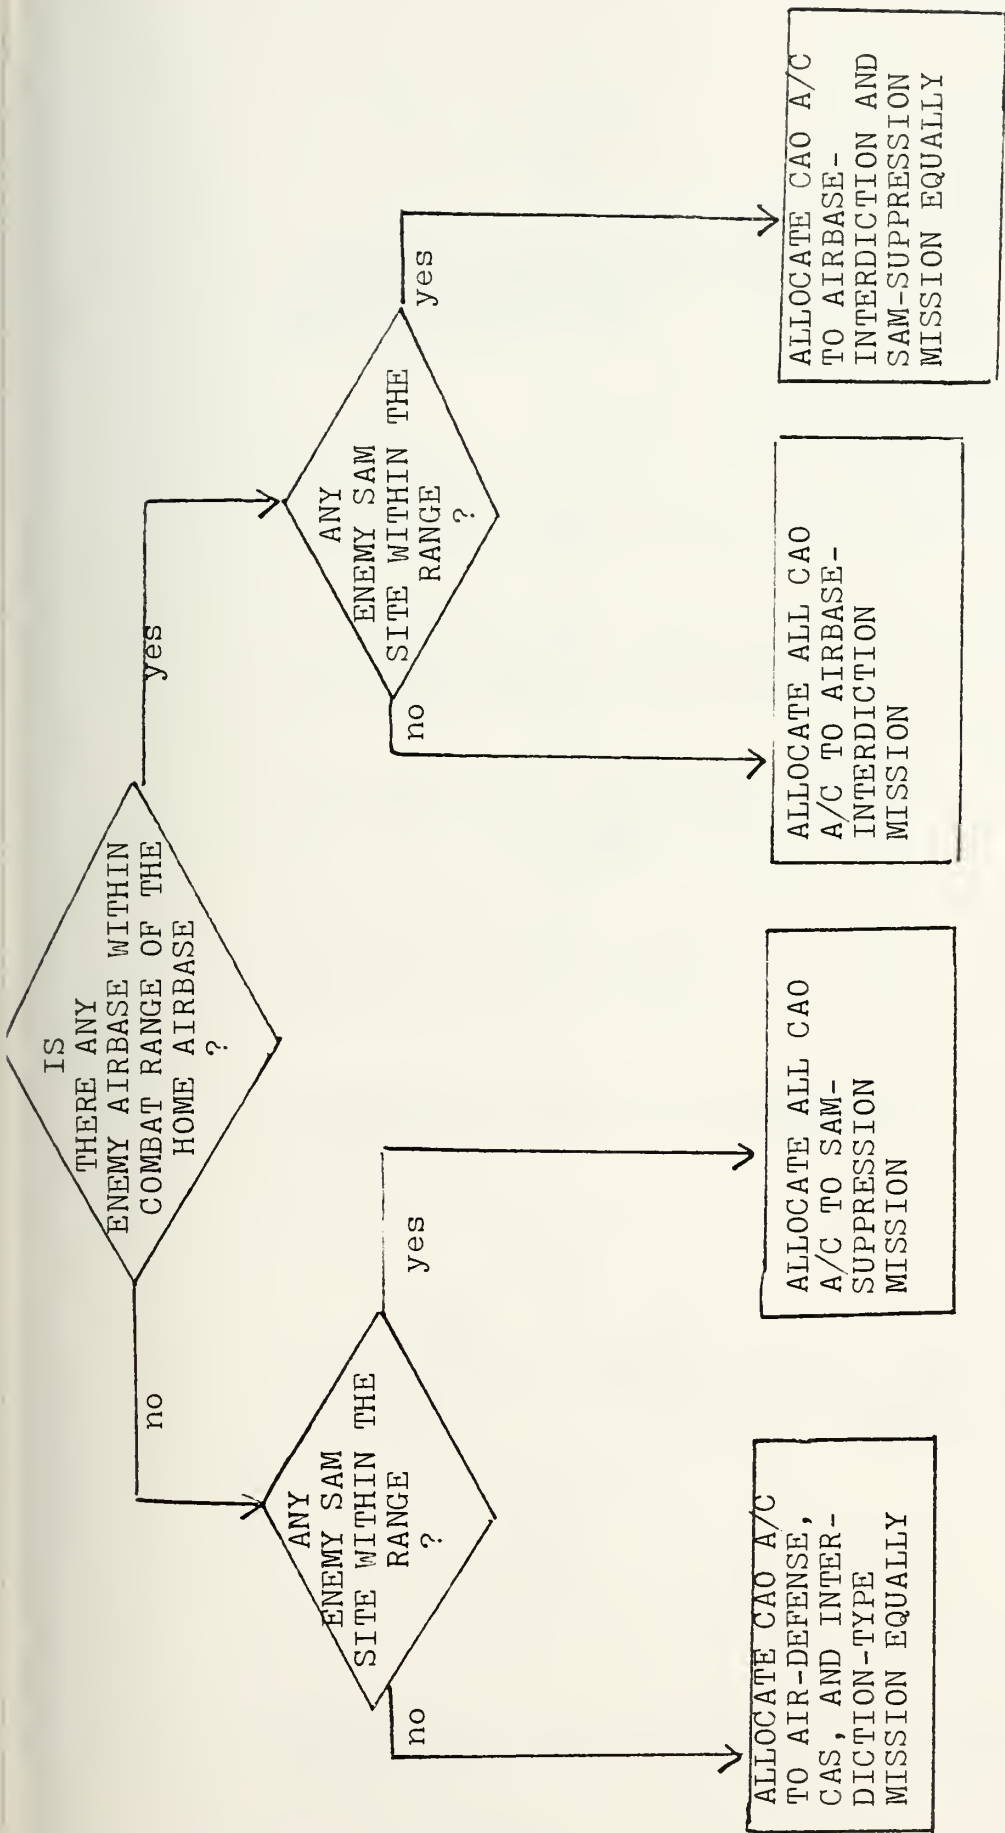 IS
THERE ANY
ENEMY AIRBASE WITHIN
COMBAT RANGE OF THE
HOME AIRBASE
?
no
yes
ANY
ENEMY SAM
SITE WITHIN THE
RANGE
?
no
yes
ANY
ENEMY SAM
SITE WITHIN THE
RANGE
?
no
yes
ALLOCATE CAO A/C
TO AIR-DEFENSE,
CAS, AND INTER-
DICTION-TYPE
MISSION EQUALLY
ALLOCATE ALL CAO
A/C TO SAM-
SUPPRESSION
MISSION
ALLOCATE ALL CAO
A/C TO AIRBASE-
INTERDICTION
MISSION
ALLOCATE CAO A/C
TO AIRBASE-
INTERDICTION AND
SAM-SUPPRESSION
MISSION EQUALLY